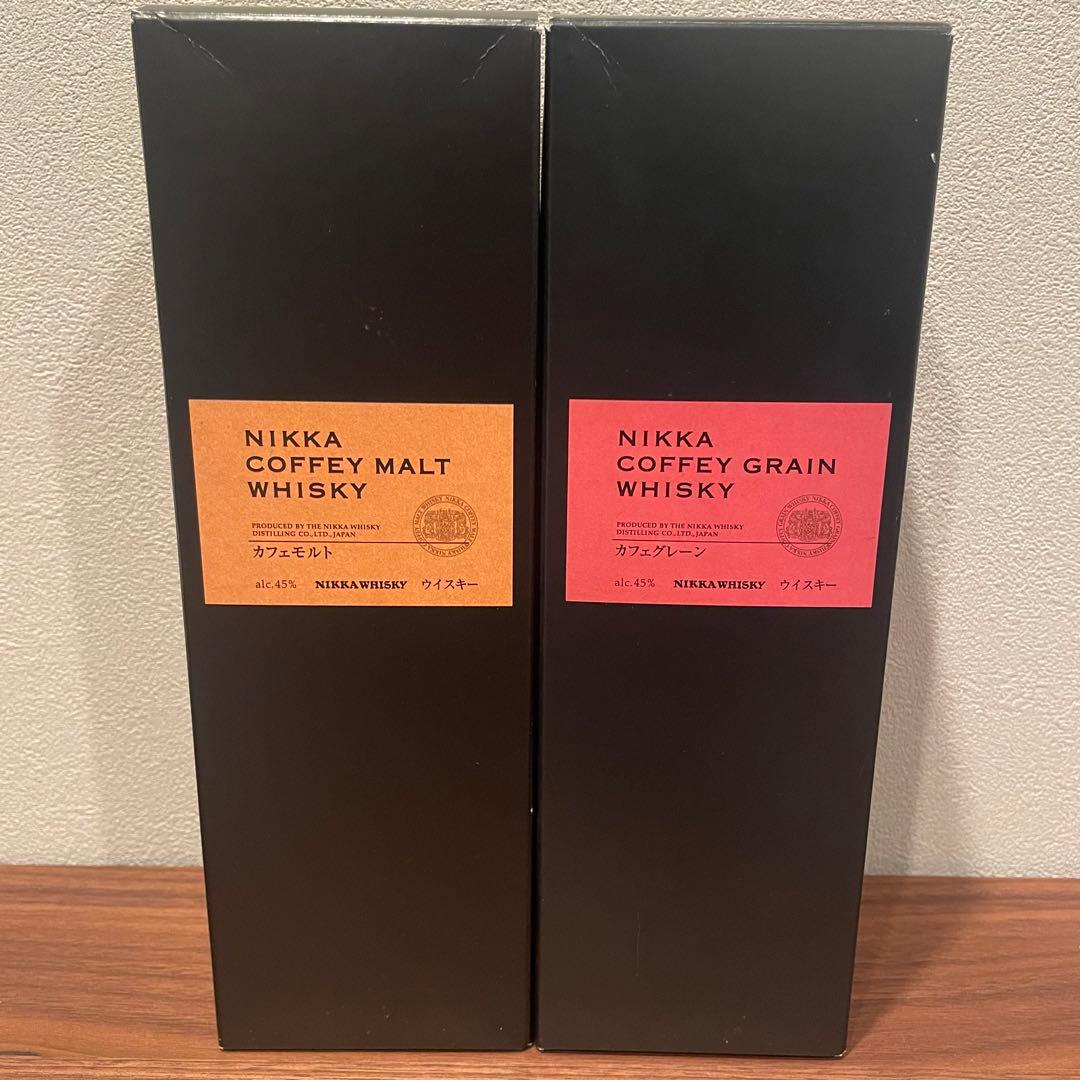 NIKKA
COFFEY MALT
WHISKY
PRODUCED BY THE NIKKA WHISKY
DISTILLING CO.,LTD.,JAPAN
カフェモルト
alc.45% NIKKA WHISKY ウイスキー
NIKKA
COFFEY GRAIN
WHISKY
PRODUCED BY THE NIKKA WHISKY
DISTILLING CO.,LTD.,JAPAN
カフェグレーン
alc.45% NIKKA WHISKY ウイスキー